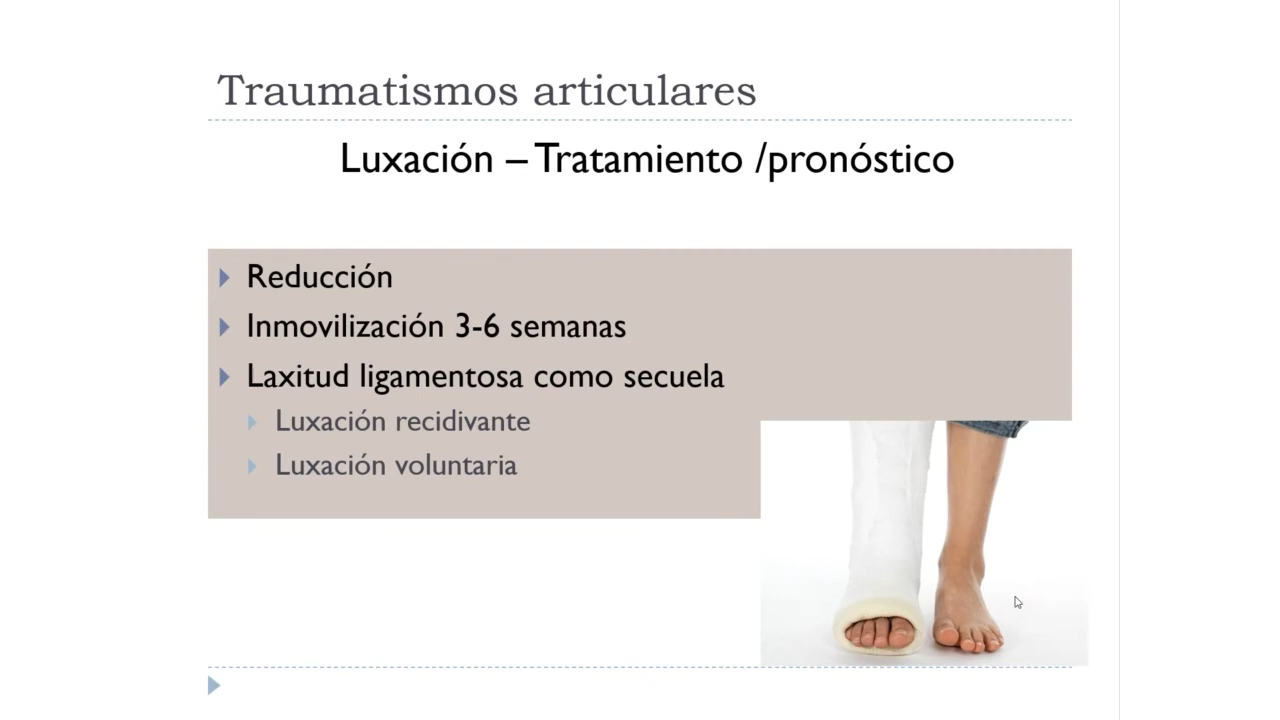 Traumatismos articulares
Luxación – Tratamiento /pronóstico
Reducción
Inmovilización 3-6 semanas
Laxitud ligamentosa como secuela
Luxación recidivante
Luxación voluntaria